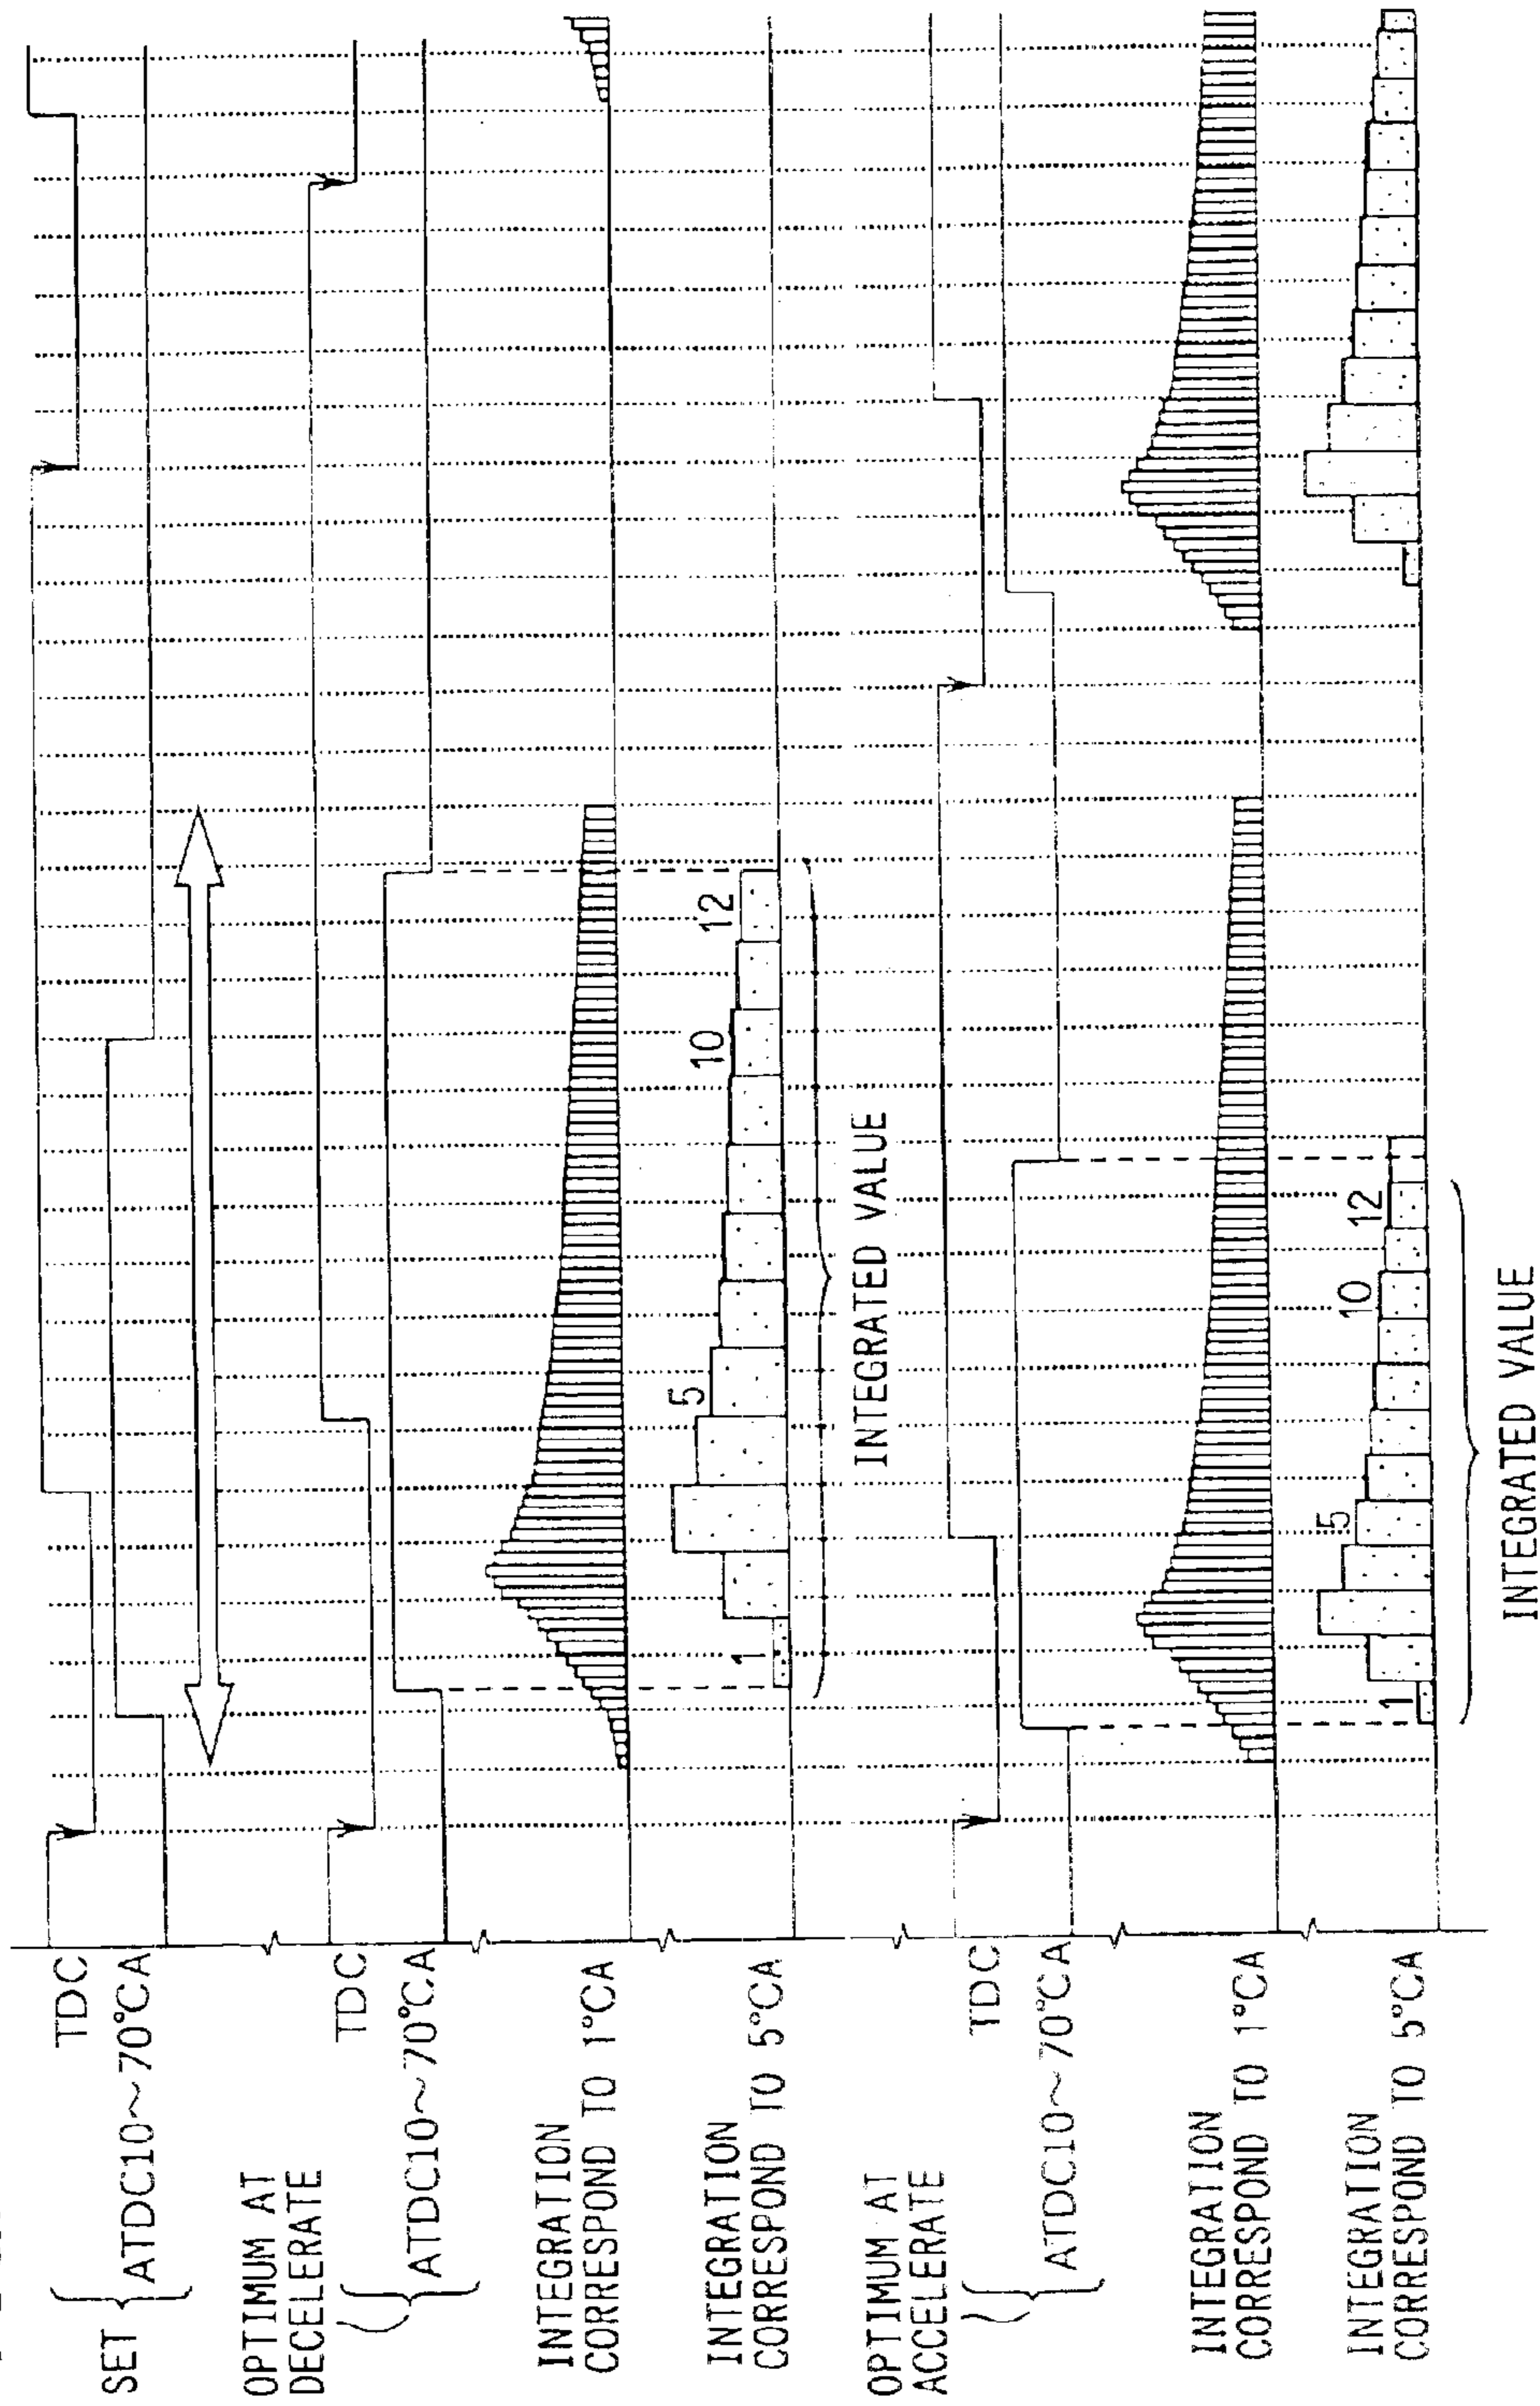 TDC
SET
ATDC10~70°CA
OPTIMUM AT
DECELERATE
TDC
ATDC10~70°CA
INTEGRATION
CORRESPOND TO 1°CA
INTEGRATION
CORRESPOND TO 5°CA
1
5
10
12
INTEGRATED VALUE
OPTIMUM AT
ACCELERATE
TDC
ATDC10~70°CA
INTEGRATION
CORRESPOND TO 1°CA
INTEGRATION
CORRESPOND TO 5°CA
1
5
10
12
INTEGRATED VALUE